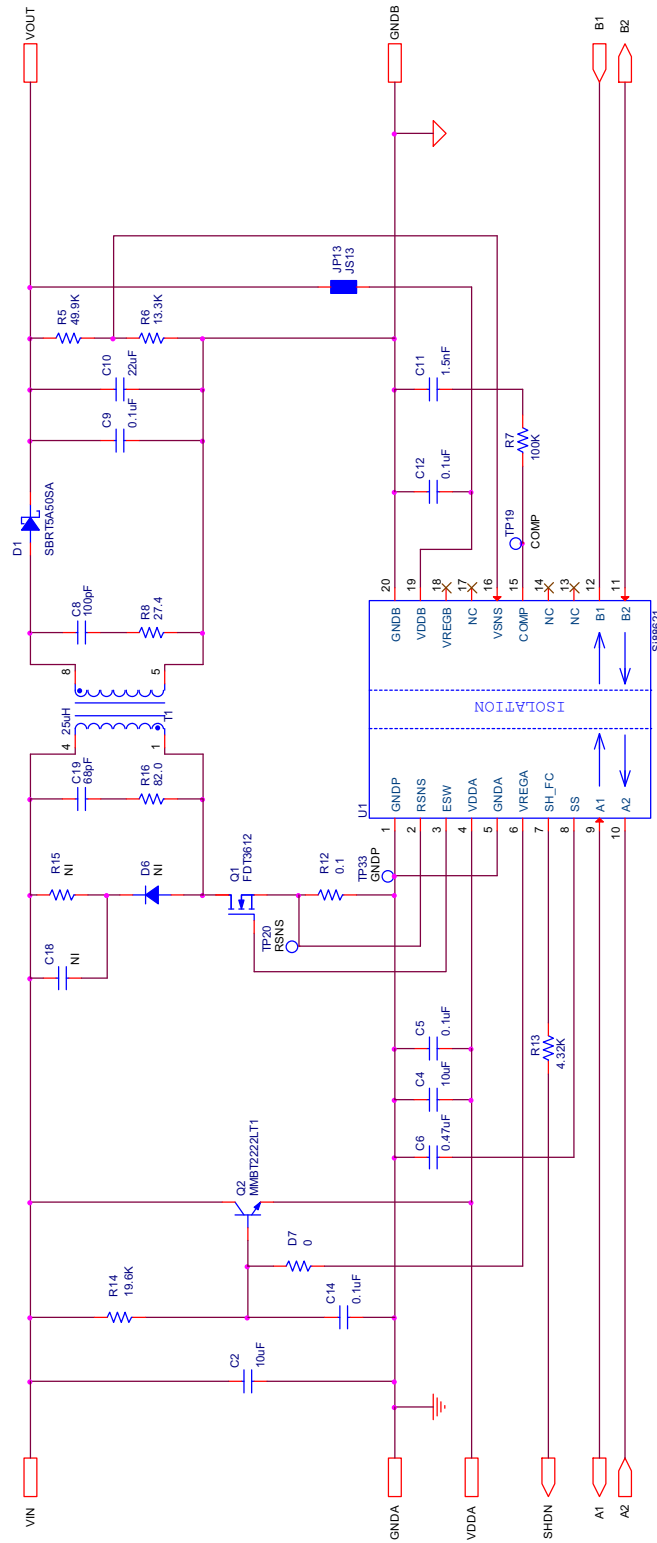 VIN
VOUT
R14
19.6K
C2
10uF
C14
0.1uF
D7
0
Q2
MMBT2222LT1
C18
NI
R15
NI
D6
NI
Q1
FDT3612
TP20
RSNS
R12
0.1
C19
68pF
R16
82.0
25uH
T1
4
1
8
5
C8
100pF
R8
27.4
D1
SBRT5A50SA
C9
0.1uF
C10
22uF
R5
49.9K
R6
13.3K
JP13
JS13
GNDA
GNDB
C6
0.47uF
C4
10uF
C5
0.1uF
TP33
GNDP
C12
0.1uF
C11
1.5nF
R7
100K
TP19
COMP
VDDA
SHDN
R13
4.32K
A1
A2
B1
B2
U1
1 GNDP
2 RSNS
3 ESW
4 VDDA
5 GNDA
6 VREGA
7 SH_FC
8 SS
9 A1
10 A2
ISOLATION
GNDB 20
VDDB 19
VREGB 18
NC 17
VSNS 16
COMP 15
NC 14
NC 13
B1 12
B2 11